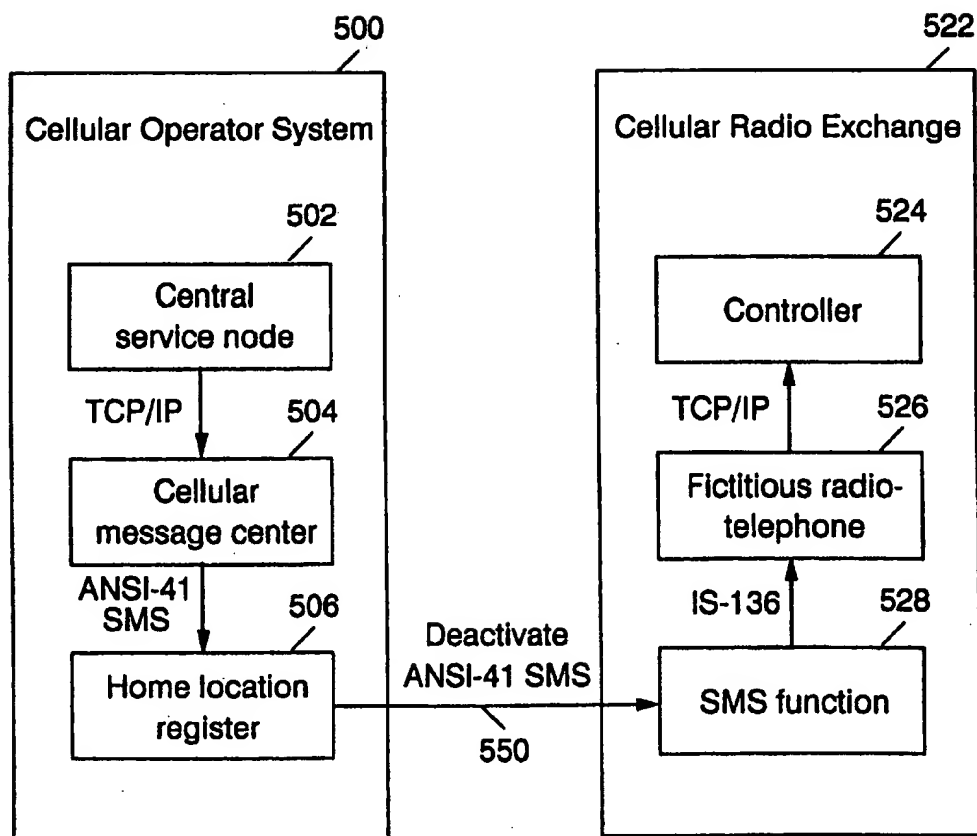 500
Cellular Operator System
502
Central
service node
TCP/IP
504
Cellular
message center
ANSI-41
SMS
506
Home location
register
Deactivate
ANSI-41 SMS
550
522
Cellular Radio Exchange
524
Controller
TCP/IP
526
Fictitious radio-
telephone
IS-136
528
SMS function